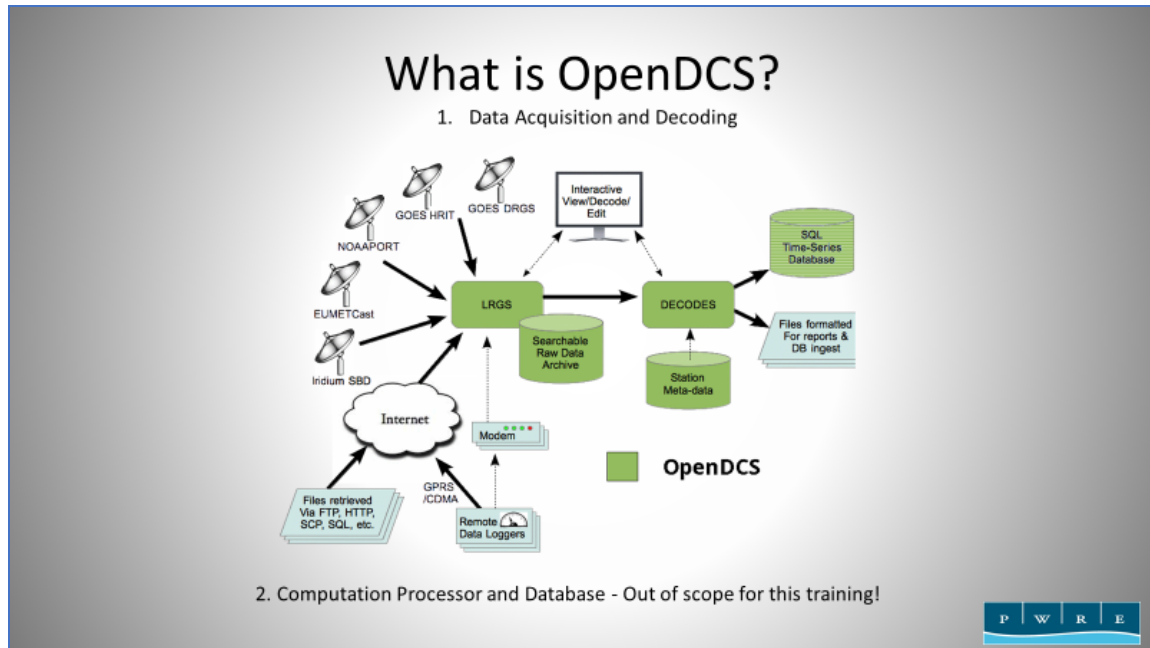 What is OpenDCS?
1. Data Acquisition and Decoding
GOES HRIT
GOES DRGS
NOAAPORT
EUMETCast
Iridium SBD
Interactive
View/Decode/
Edit
LRGS
Searchable
Raw Data
Archive
DECODES
Station
Meta-data
SQL
Time-Series
Database
Files formatted
For reports &
DB ingest
Internet
Modem
GPRS
/CDMA
Files retrieved
Via FTP, HTTP,
SCP, SQL, etc.
Remote
Data Loggers
OpenDCS
2. Computation Processor and Database - Out of scope for this training!
P W R E